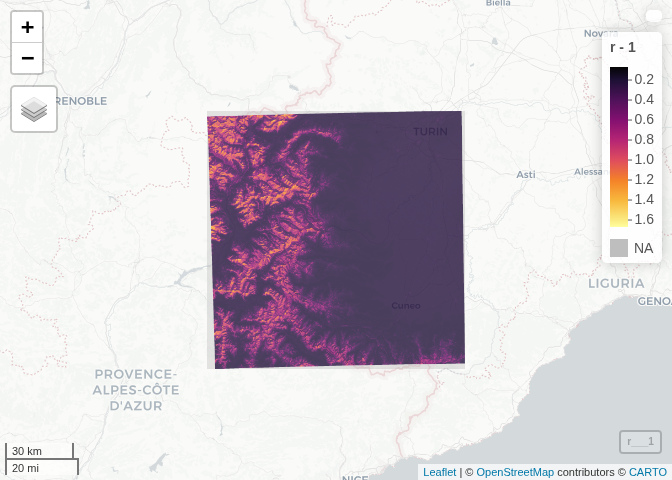 Biella
Novara
+
−
RENOBLE
r - 1
0.2
0.4
0.6
0.8
1.0
1.2
1.4
1.6
NA
TURIN
Asti
Alessan
Cuneo
LIGURIA
GENO
PROVENCE-
ALPES-CÔTE
D'AZUR
r___1
30 km
20 mi
NICE
Leaflet | © OpenStreetMap contributors © CARTO